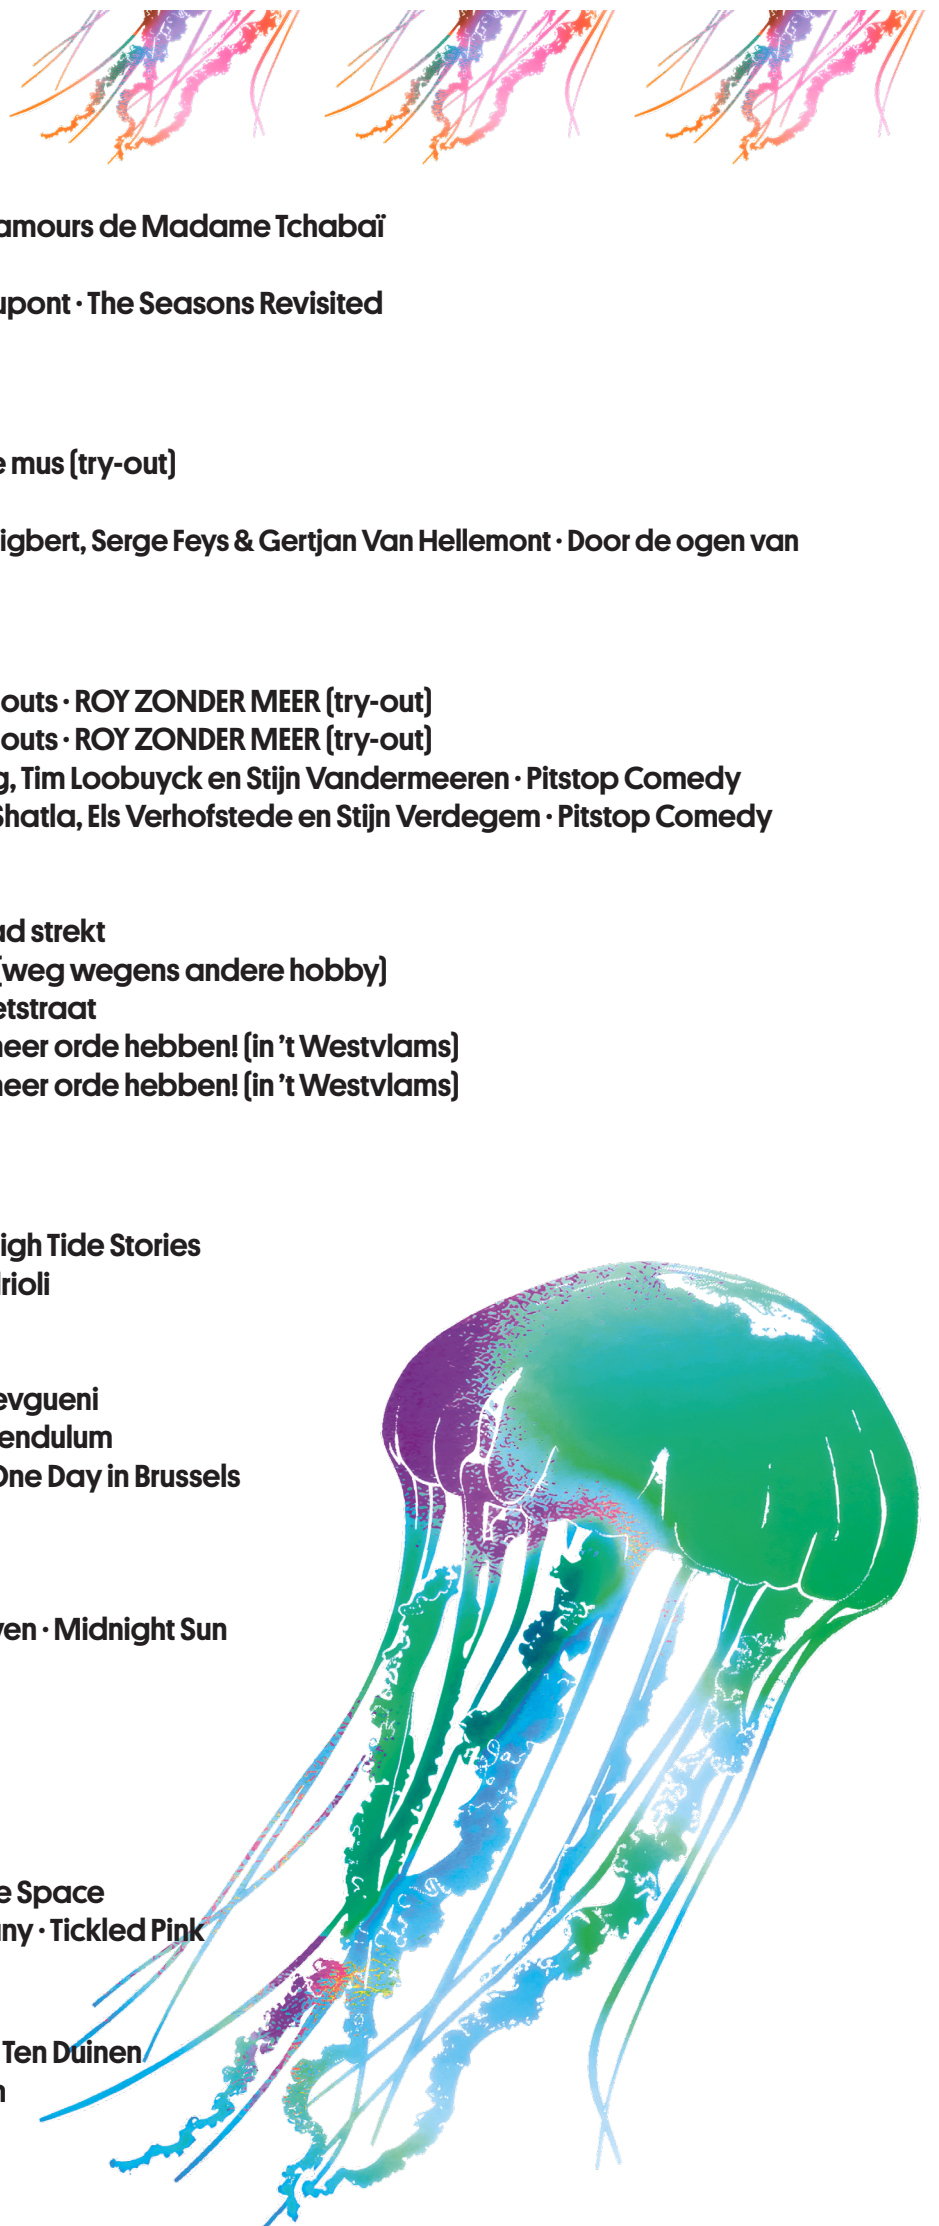 amours de Madame Tchabaï
upont · The Seasons Revisited
e mus (try-out)
igbert, Serge Feys & Gertjan Van Hellemont · Door de ogen van
outs · ROY ZONDER MEER (try-out)
outs · ROY ZONDER MEER (try-out)
g, Tim Loobuyck en Stijn Vandermeeren · Pitstop Comedy
Shatla, Els Verhofstede en Stijn Verdegem · Pitstop Comedy
ad strekt
(weg wegens andere hobby)
etstraat
neer orde hebben! (in ’t Westvlams)
neer orde hebben! (in ’t Westvlams)
igh Tide Stories
rioli
evgueni
endulum
One Day in Brussels
ven · Midnight Sun
e Space
any · Tickled Pink
Ten Duinen
n